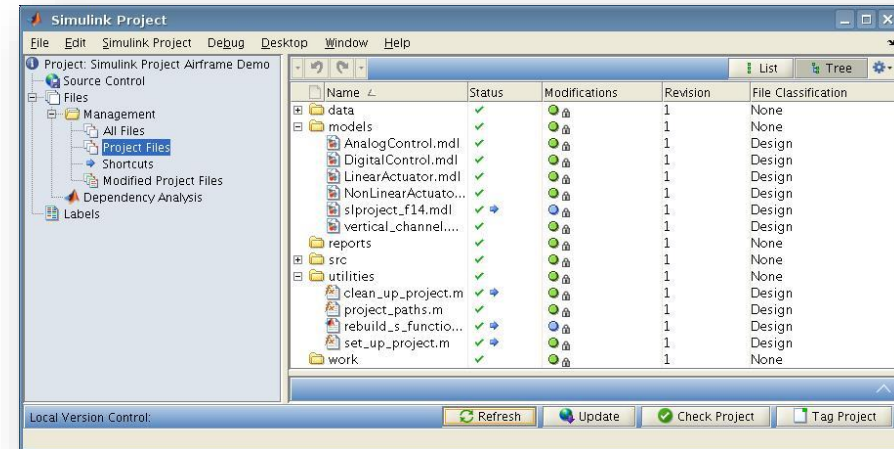 Simulink Project
File Edit Simulink Project Debug Desktop Window Help
Project: Simulink Project Airframe Demo
Source Control
Files
Management
All Files
Project Files
Shortcuts
Modified Project Files
Dependency Analysis
Labels
List Tree
Name Status Modifications Revision File Classification
data 1 None
models 1 None
AnalogControl.mdl 1 Design
DigitalControl.mdl 1 Design
LinearActuator.mdl 1 Design
NonLinearActuato... 1 Design
slproject_f14.mdl 1 Design
vertical_channel.... 1 Design
reports 1 None
src 1 None
utilities 1 None
clean_up_project.m 1 Design
project_paths.m 1 Design
rebuild_s_functio... 1 Design
set_up_project.m 1 Design
work 1 None
Local Version Control: Refresh Update Check Project Tag Project